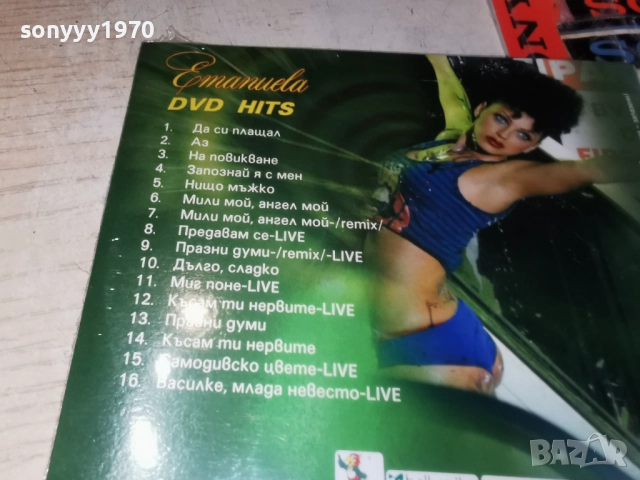 sonyyy1970
Emanuela
DVD HITS
1. Да си плащал
2. Аз
3. На повикване
4. Запознай я с мен
5. Нищо мъжко
6. Мили мой, ангел мой
7. Мили мой, ангел мой-/remix/
8. Предавам се-LIVE
9. Празни думи-/remix/-LIVE
10. Дълго, сладко
11. Миг поне-LIVE
12. Късам ти нервите-LIVE
13. Празни думи
14. Късам ти нервите
15. Самодивско цвете-LIVE
16. Василке, млада невесто-LIVE
BAZAR